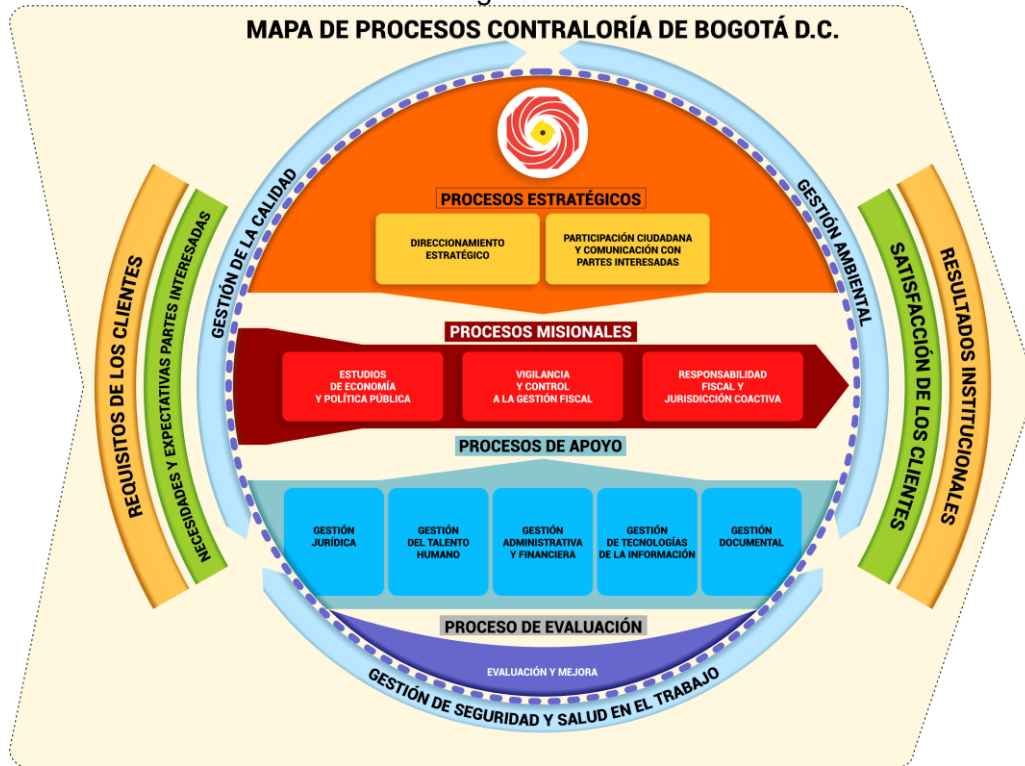 MAPA DE PROCESOS CONTRALORÍA DE BOGOTÁ D.C.
REQUISITOS DE LOS CLIENTES
NECESIDADES Y EXPECTATIVAS PARTES INTERESADAS
GESTIÓN DE LA CALIDAD
GESTIÓN AMBIENTAL
SATISFACCIÓN DE LOS CLIENTES
RESULTADOS INSTITUCIONALES
PROCESOS ESTRATÉGICOS
DIRECCIONAMIENTO
ESTRATÉGICO
PARTICIPACIÓN CIUDADANA
Y COMUNICACIÓN CON
PARTES INTERESADAS
PROCESOS MISIONALES
ESTUDIOS
DE ECONOMÍA
Y POLÍTICA PÚBLICA
VIGILANCIA
Y CONTROL
A LA GESTIÓN FISCAL
RESPONSABILIDAD
FISCAL Y
JURISDICCIÓN COACTIVA
PROCESOS DE APOYO
GESTIÓN
JURÍDICA
GESTIÓN
DEL TALENTO
HUMANO
GESTIÓN
ADMINISTRATIVA
Y FINANCIERA
GESTIÓN
DE TECNOLOGÍAS
DE LA INFORMACIÓN
GESTIÓN
DOCUMENTAL
PROCESO DE EVALUACIÓN
EVALUACIÓN Y MEJORA
GESTIÓN DE SEGURIDAD Y SALUD EN EL TRABAJO